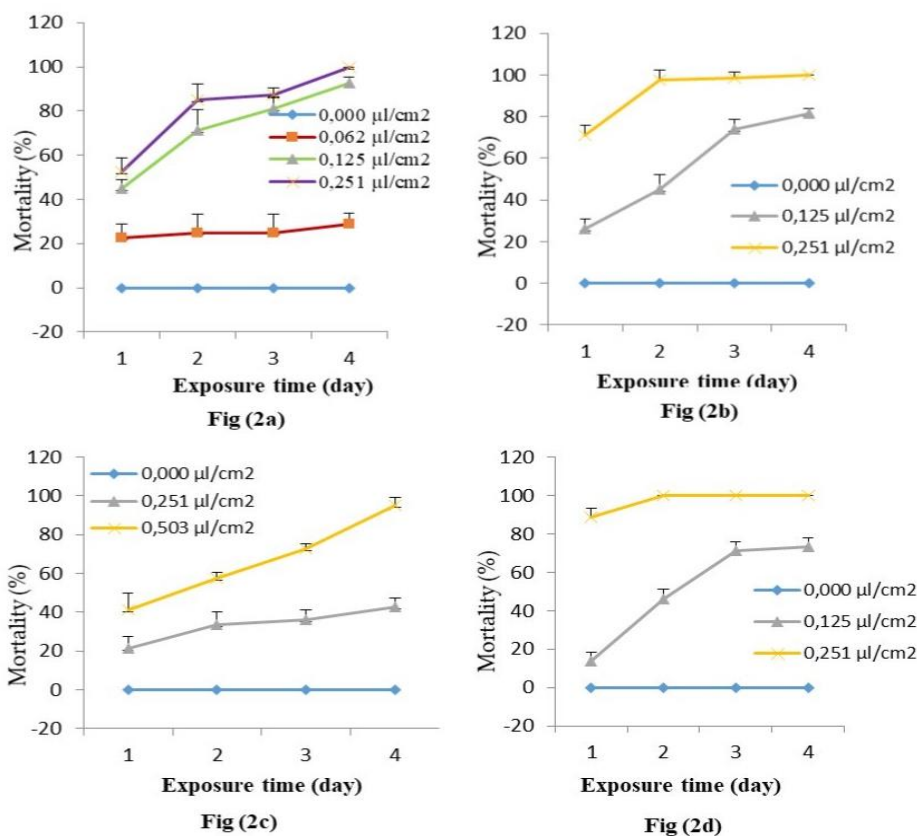 120
100
80
60
40
20
0
-20
Mortality (%)
0,000 µl/cm2
0,062 µl/cm2
0,125 µl/cm2
0,251 µl/cm2
1 2 3 4
Exposure time (day)
Fig (2a)
120
100
80
60
40
20
0
-20
Mortality (%)
0,000 µl/cm2
0,125 µl/cm2
0,251 µl/cm2
1 2 3 4
Exposure time (day)
Fig (2b)
120
100
80
60
40
20
0
-20
Mortality (%)
0,000 µl/cm2
0,251 µl/cm2
0,503 µl/cm2
1 2 3 4
Exposure time (day)
Fig (2c)
120
100
80
60
40
20
0
-20
Mortality (%)
0,000 µl/cm2
0,125 µl/cm2
0,251 µl/cm2
1 2 3 4
Exposure time (day)
Fig (2d)